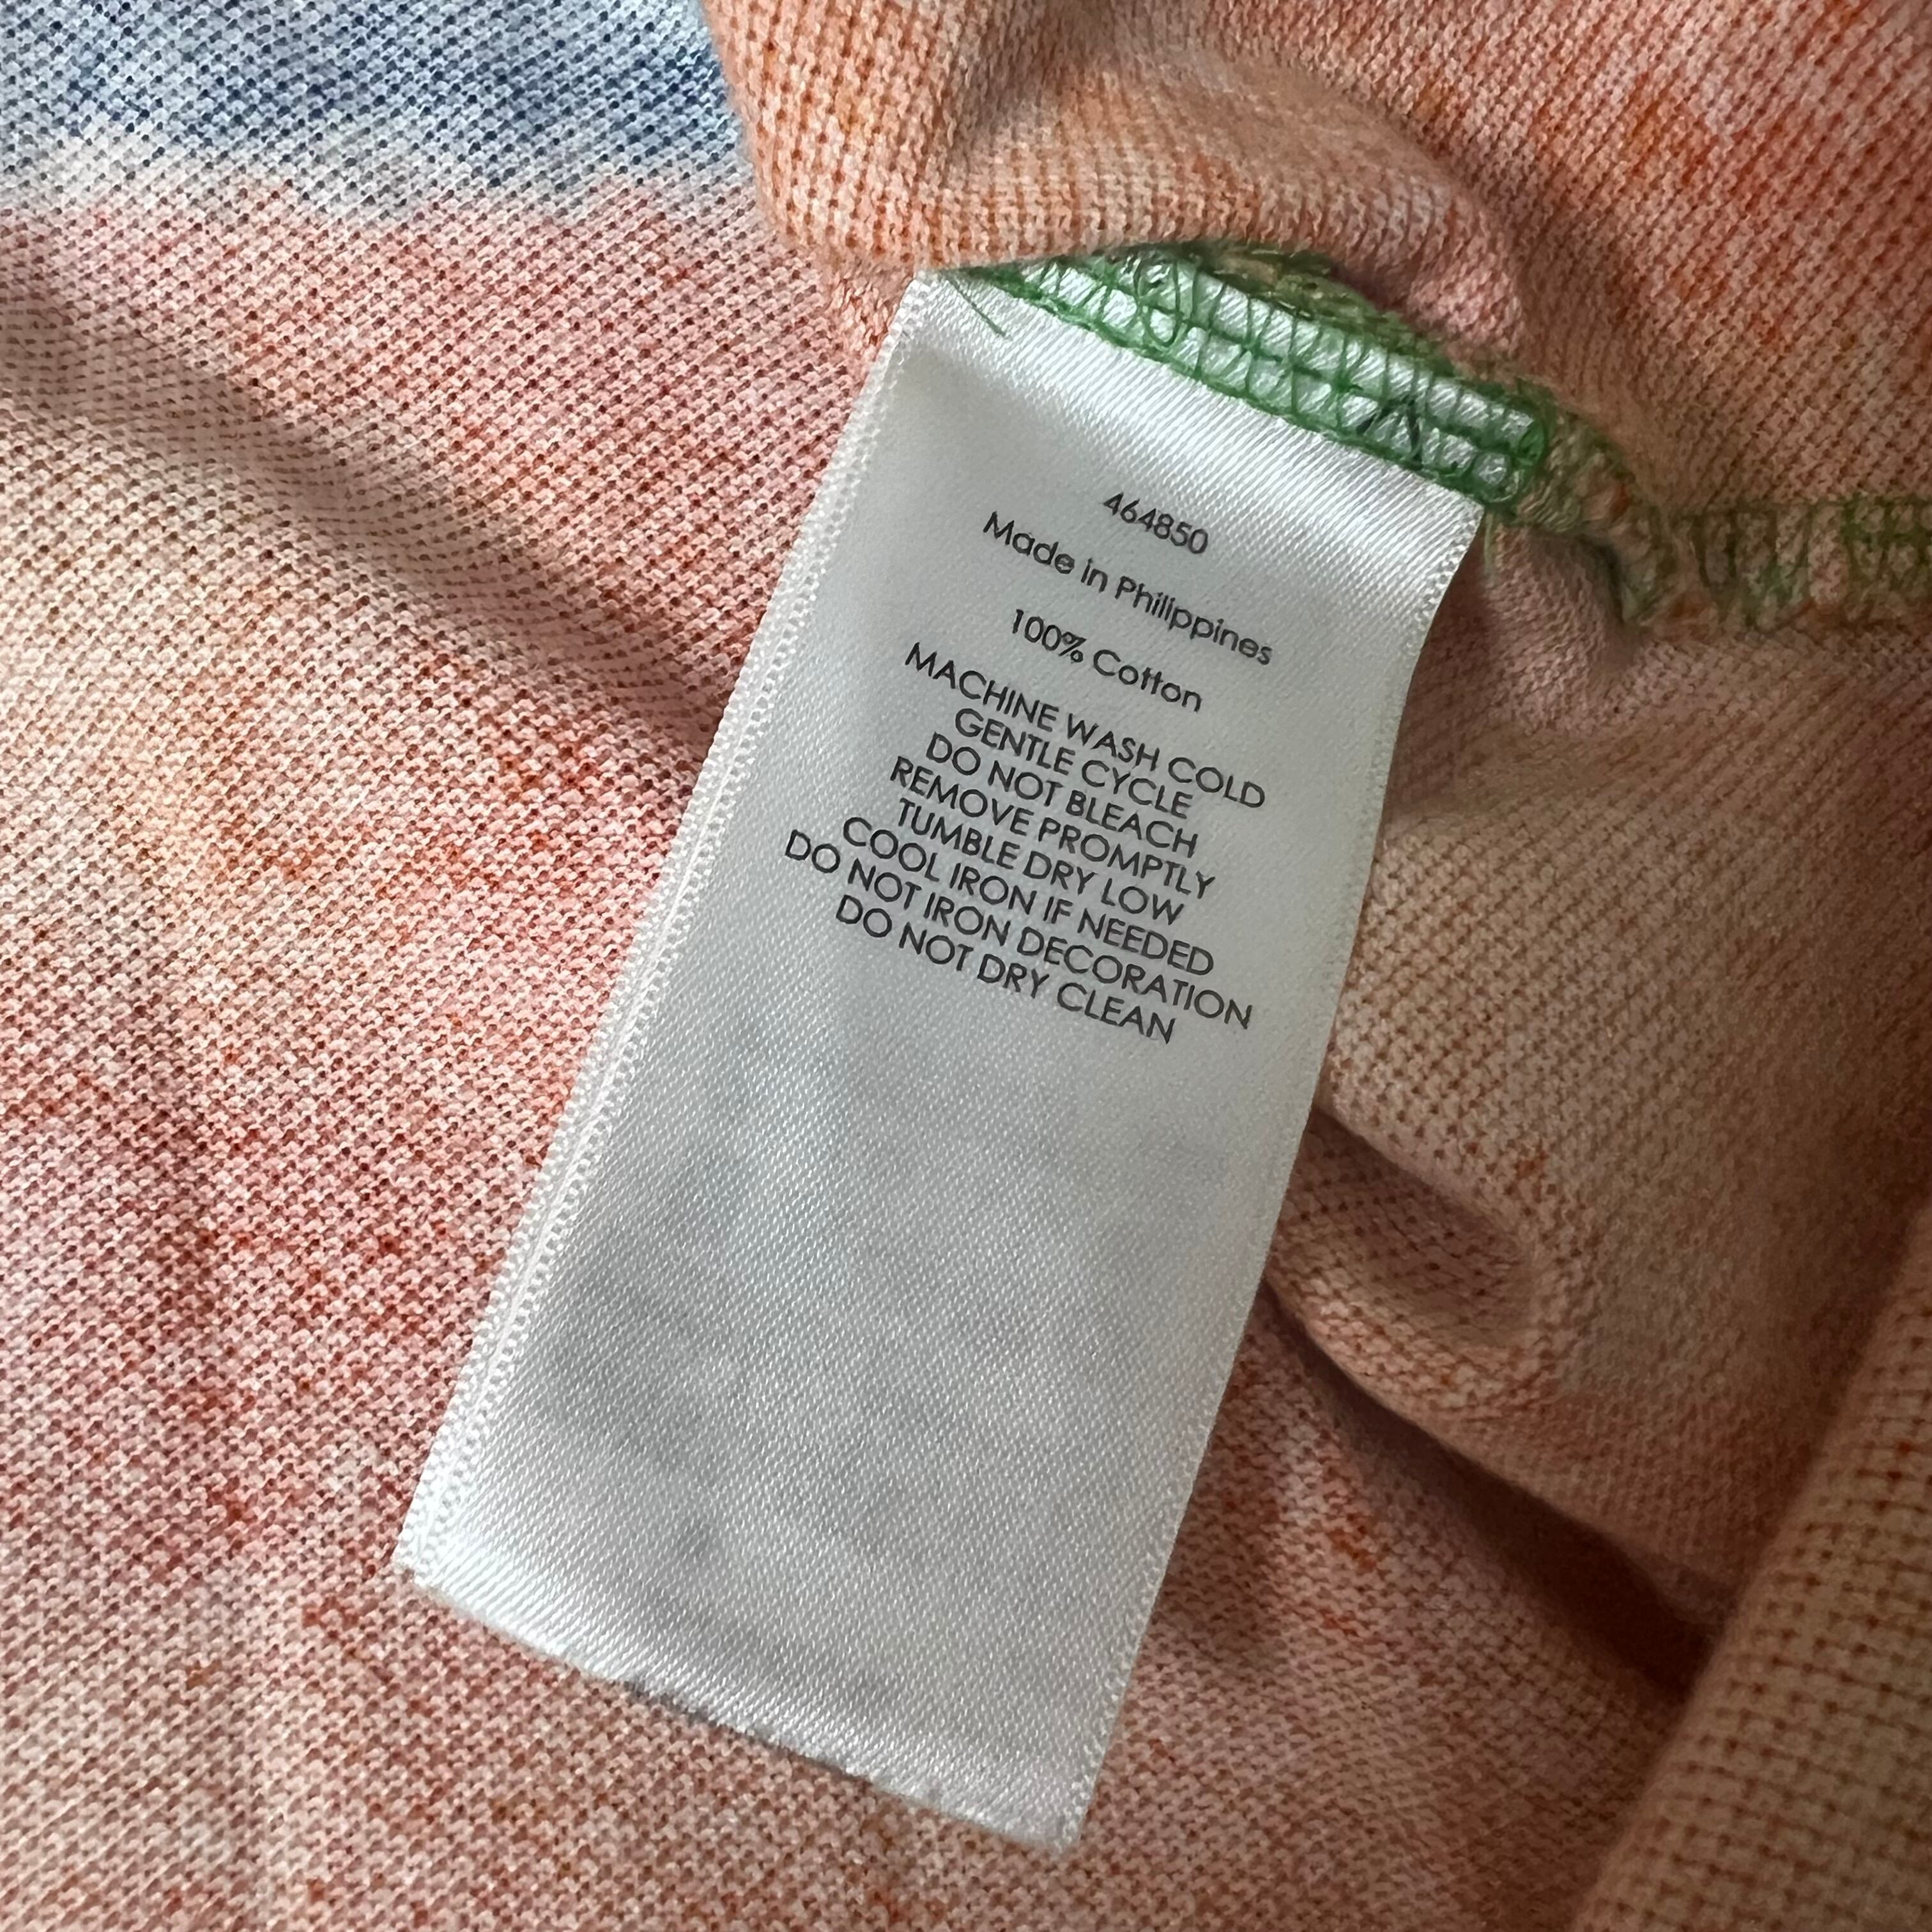 464850
Made in Philippines
100% Cotton
MACHINE WASH COLD
GENTLE CYCLE
DO NOT BLEACH
REMOVE PROMPTLY
TUMBLE DRY LOW
COOL IRON IF NEEDED
DO NOT IRON DECORATION
DO NOT DRY CLEAN